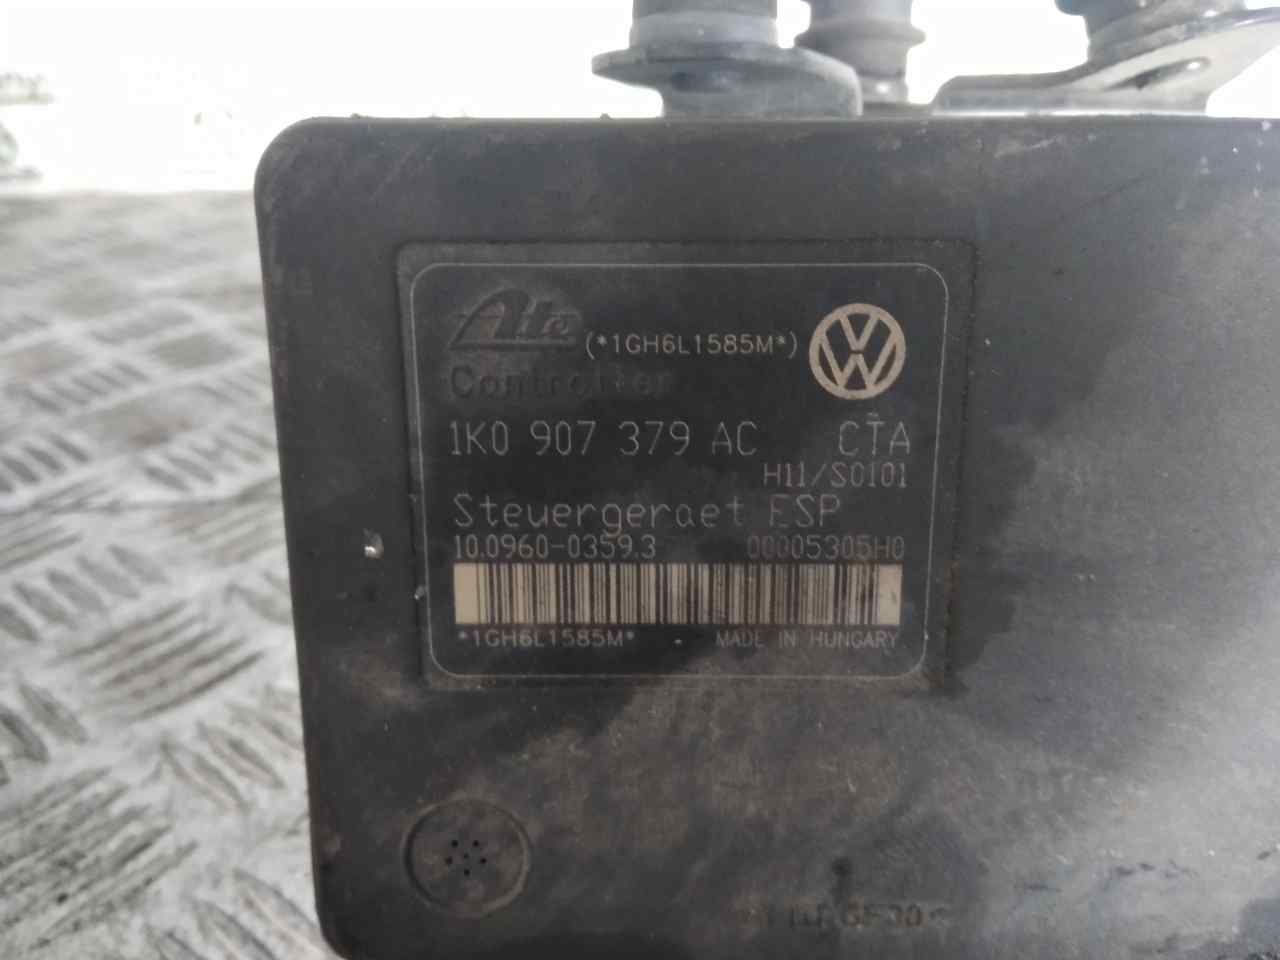 Ate (*1GH6L1585M*)
Controller
1K0 907 379 AC CTA
H11/S0101
Steuergeraet ESP
10.0960-0359.3 00005305H0
*1GH6L1585M* - MADE IN HUNGARY